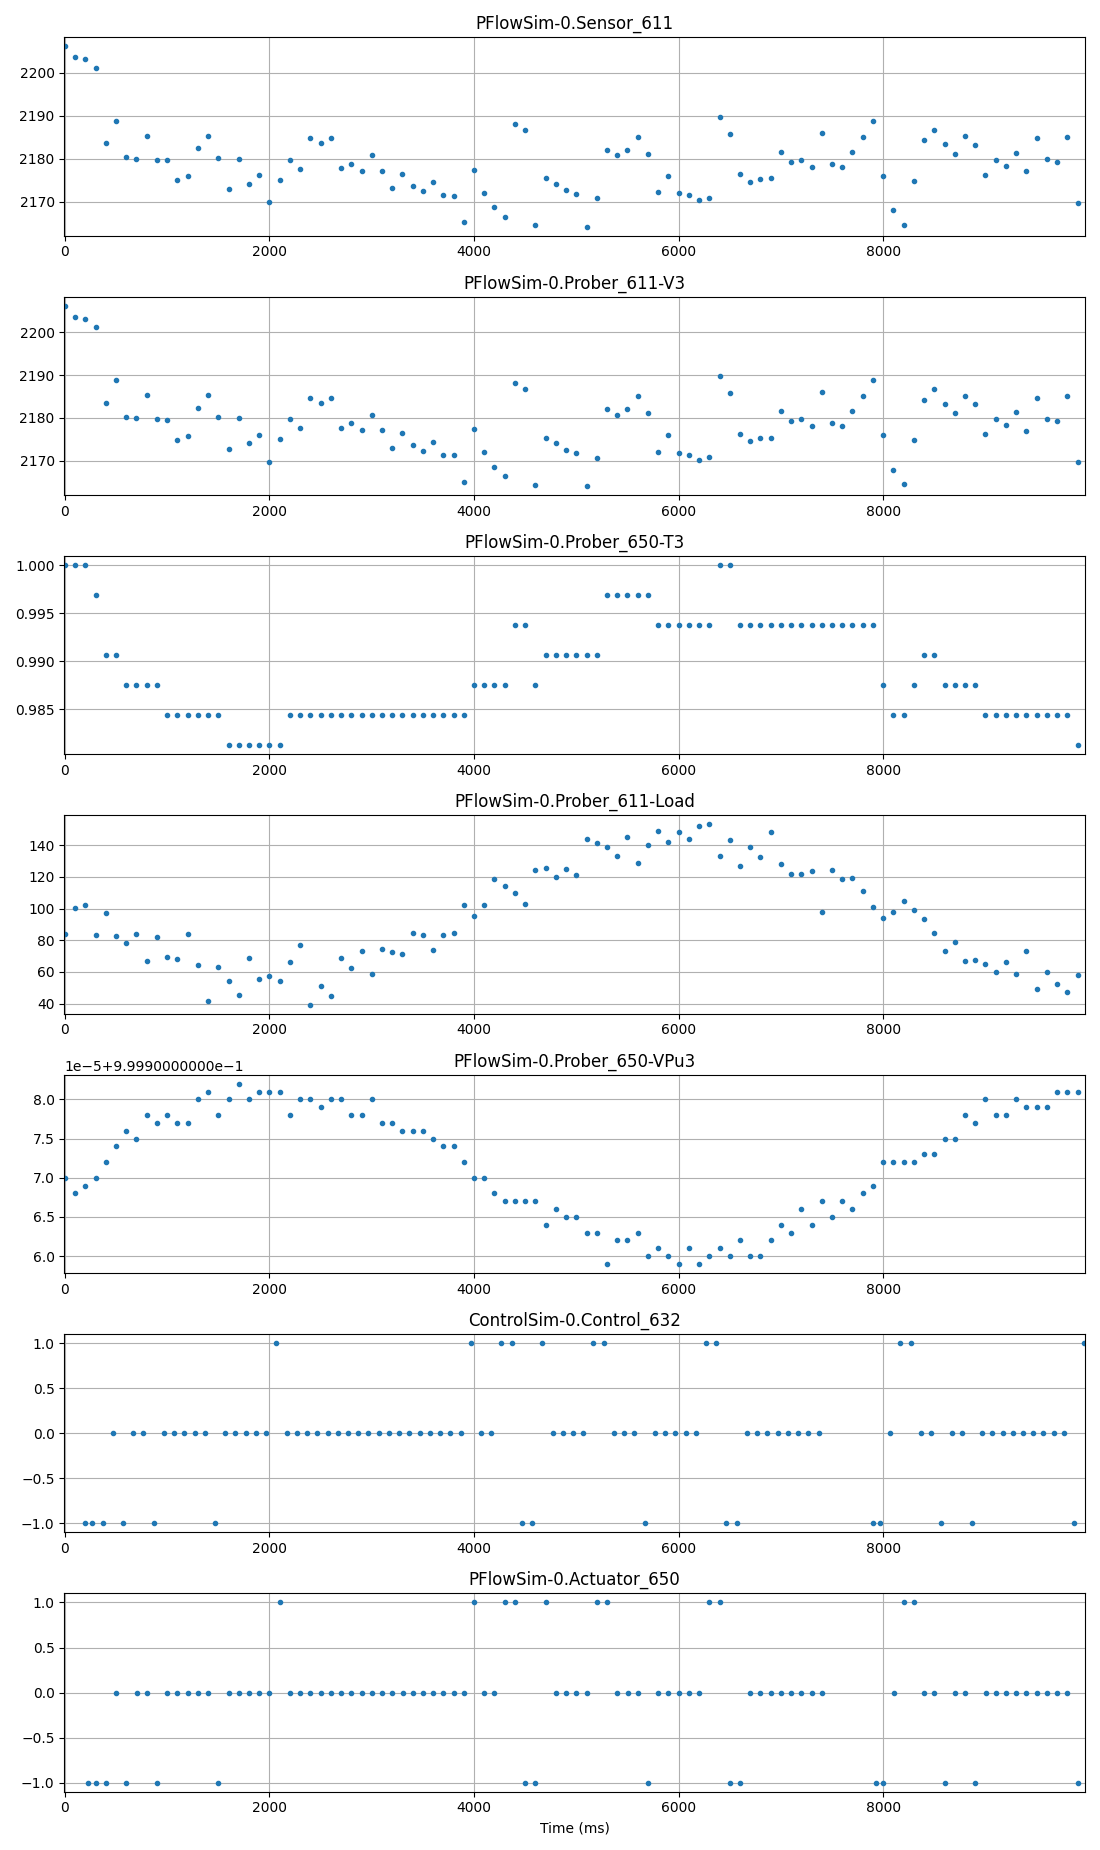 PFlowSim-0.Sensor_611
2200
2190
2180
2170
0 2000 4000 6000 8000
PFlowSim-0.Prober_611-V3
2200
2190
2180
2170
0 2000 4000 6000 8000
PFlowSim-0.Prober_650-T3
1.000
0.995
0.990
0.985
0 2000 4000 6000 8000
PFlowSim-0.Prober_611-Load
140
120
100
80
60
40
0 2000 4000 6000 8000
1e−5+9.9990000000e−1
PFlowSim-0.Prober_650-VPu3
8.0
7.5
7.0
6.5
6.0
0 2000 4000 6000 8000
ControlSim-0.Control_632
1.0
0.5
0.0
−0.5
−1.0
0 2000 4000 6000 8000
PFlowSim-0.Actuator_650
1.0
0.5
0.0
−0.5
−1.0
0 2000 4000 6000 8000
Time (ms)